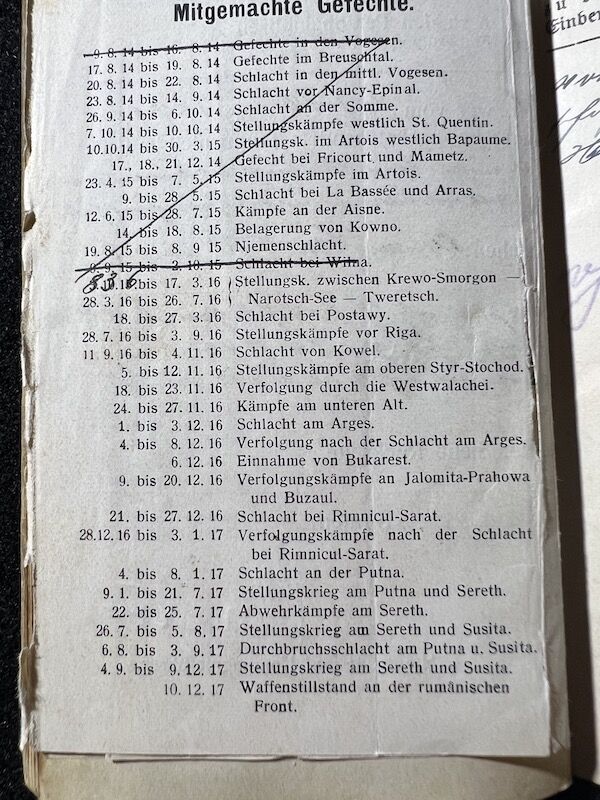 Mitgemachte Gefechte.
9. 8. 14 bis 16. 8. 14 Gefechte in den Vogesen.
17. 8. 14 bis 19. 8. 14 Gefechte im Breuschtal.
20. 8. 14 bis 22. 8. 14 Schlacht in den mittl. Vogesen.
23. 8. 14 bis 14. 9. 14 Schlacht vor Nancy-Epinal.
26. 9. 14 bis 6. 10. 14 Schlacht an der Somme.
7. 10. 14 bis 10. 10. 14 Stellungskämpfe westlich St. Quentin.
10.10.14 bis 30. 3. 15 Stellungsk. im Artois westlich Bapaume.
17., 18., 21. 12. 14 Gefecht bei Fricourt und Mametz.
23. 4. 15 bis 7. 5. 15 Stellungskämpfe im Artois.
9. bis 28. 5. 15 Schlacht bei La Bassée und Arras.
12. 6. 15 bis 28. 7. 15 Kämpfe an der Aisne.
14. bis 18. 8. 15 Belagerung von Kowno.
19. 8. 15 bis 8. 9 15 Njemenschlacht.
9. 9. 15 bis 2. 10. 15 Schlacht bei Wilna.
bis 17. 3. 16 Stellungsk. zwischen Krewo-Smorgon —
28. 3. 16 bis 26. 7. 16 Narotsch-See — Tweretsch.
18. bis 27. 3. 16 Schlacht bei Postawy.
28. 7. 16 bis 3. 9. 16 Stellungskämpfe vor Riga.
11. 9. 16 bis 4. 11. 16 Schlacht von Kowel.
5. bis 12. 11. 16 Stellungskämpfe am oberen Styr-Stochod.
18. bis 23. 11. 16 Verfolgung durch die Westwalachei.
24. bis 27. 11. 16 Kämpfe am unteren Alt.
1. bis 3. 12. 16 Schlacht am Arges.
4. bis 8. 12. 16 Verfolgung nach der Schlacht am Arges.
6. 12. 16 Einnahme von Bukarest.
9. bis 20. 12. 16 Verfolgungskämpfe an Jalomita-Prahowa
und Buzaul.
21. bis 27. 12. 16 Schlacht bei Rimnicul-Sarat.
28.12. 16 bis 3. 1. 17 Verfolgungskämpfe nach der Schlacht
bei Rimnicul-Sarat.
4. bis 8. 1. 17 Schlacht an der Putna.
9. 1. bis 21. 7. 17 Stellungskrieg am Putna und Sereth.
22. bis 25. 7. 17 Abwehrkämpfe am Sereth.
26. 7. bis 5. 8. 17 Stellungskrieg am Sereth und Susita.
6. 8. bis 3. 9. 17 Durchbruchsschlacht am Putna u. Susita.
4. 9. bis 9. 12. 17 Stellungskrieg am Sereth und Susita.
10. 12. 17 Waffenstillstand an der rumänischen
Front.